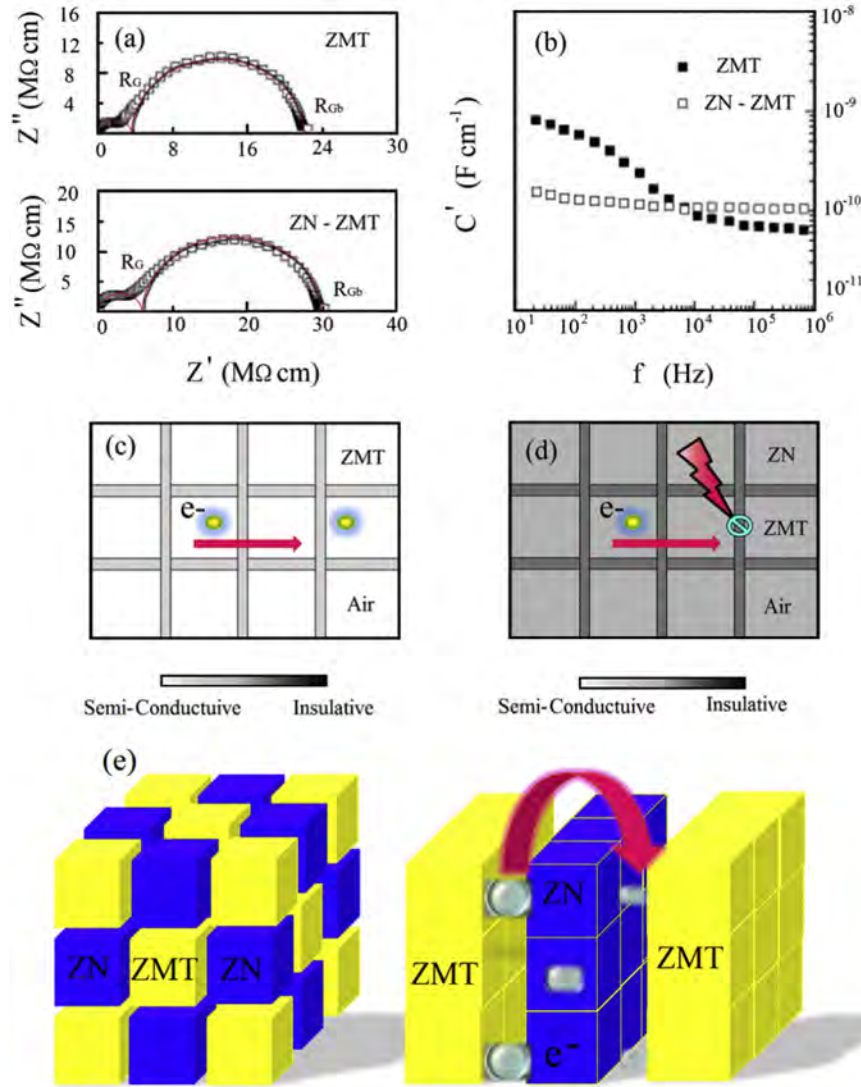 (a) ZMT
Z'' (MΩ cm)
16
12
8
4
R_G
R_Gb
0 8 16 24 30
ZN - ZMT
Z'' (MΩ cm)
20
15
10
5
R_G
R_Gb
0 10 20 30 40
Z' (MΩ cm)
(b)
ZMT
ZN - ZMT
C' (F cm⁻¹)
10⁻⁸
10⁻⁹
10⁻¹⁰
10⁻¹¹
10¹ 10² 10³ 10⁴ 10⁵ 10⁶
f (Hz)
(c) ZMT
e-
Air
Semi-Conductuive Insulative
(d) ZN
e- ZMT
Air
Semi-Conductuive Insulative
(e)
ZN ZMT ZN
ZMT ZN ZMT
e⁻